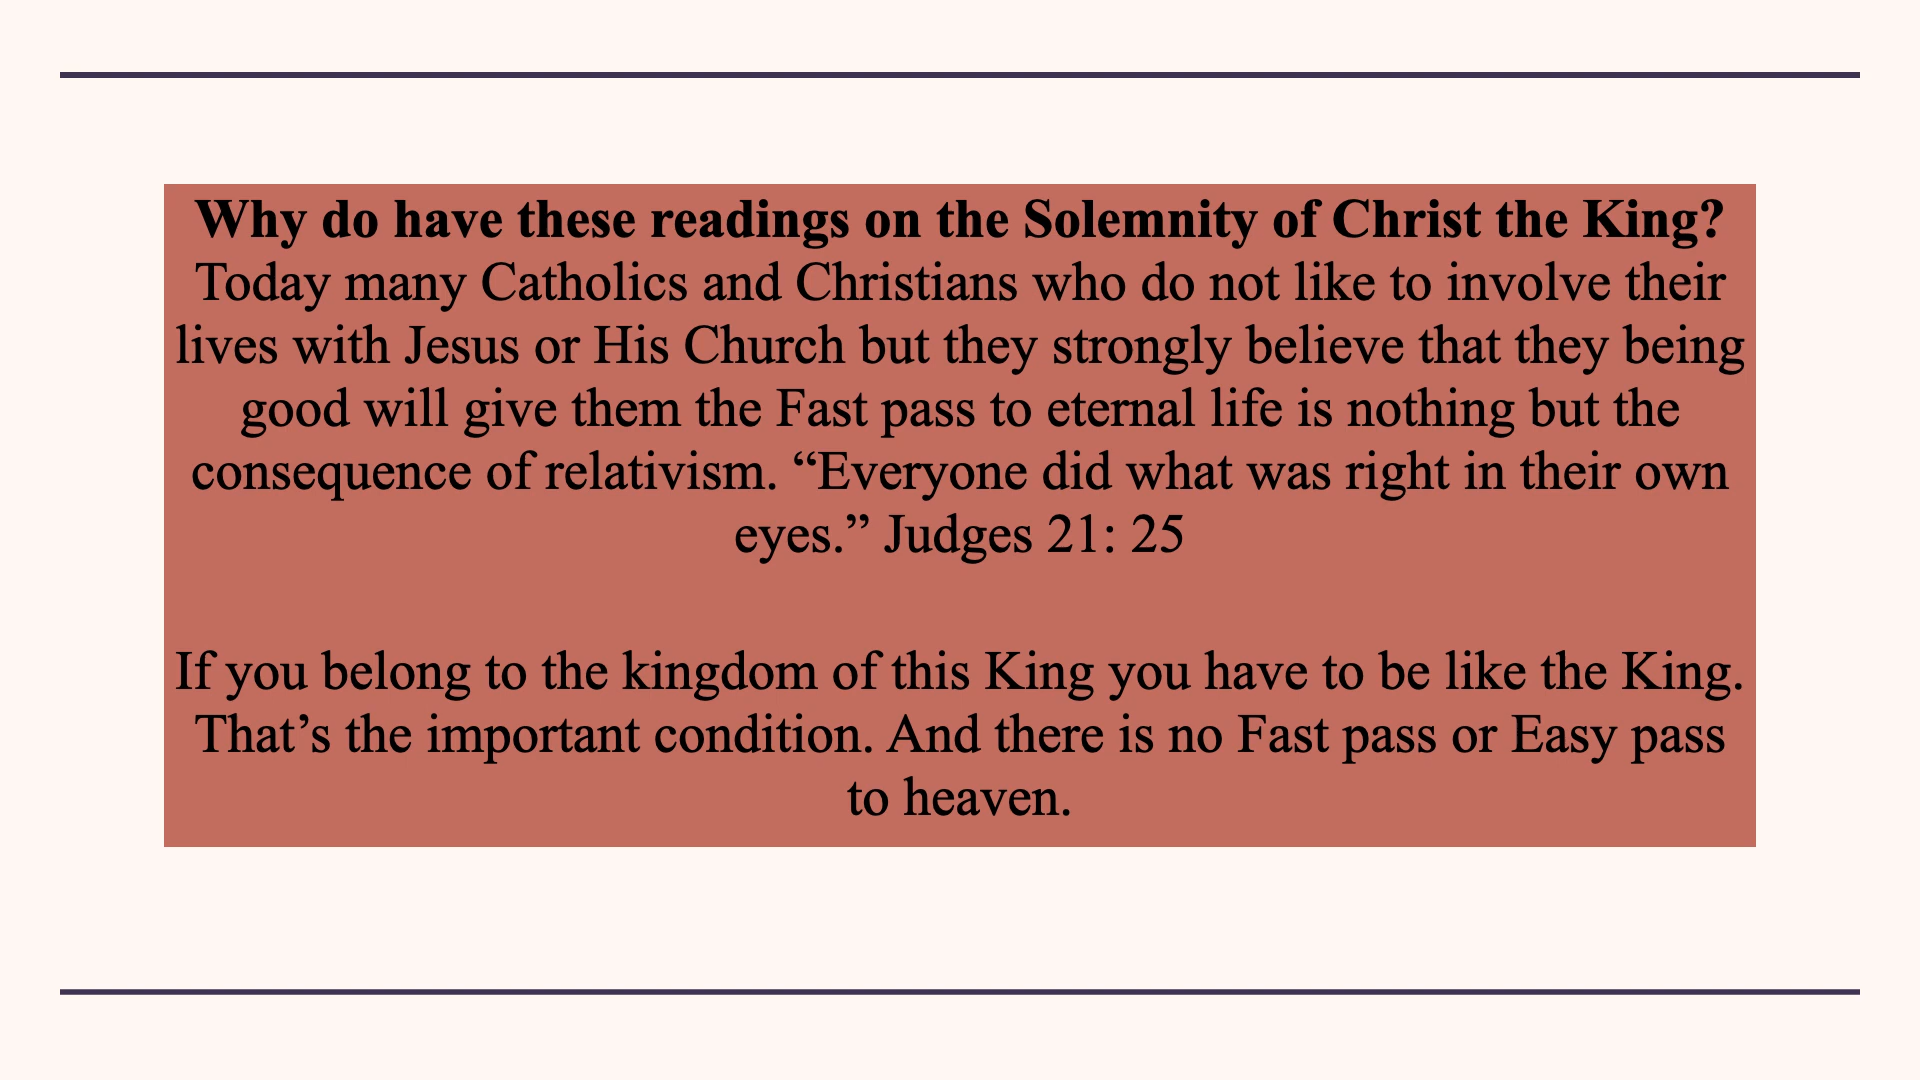 Why do have these readings on the Solemnity of Christ the King?
Today many Catholics and Christians who do not like to involve their
lives with Jesus or His Church but they strongly believe that they being
good will give them the Fast pass to eternal life is nothing but the
consequence of relativism. “Everyone did what was right in their own
eyes.” Judges 21: 25
If you belong to the kingdom of this King you have to be like the King.
That’s the important condition. And there is no Fast pass or Easy pass
to heaven.